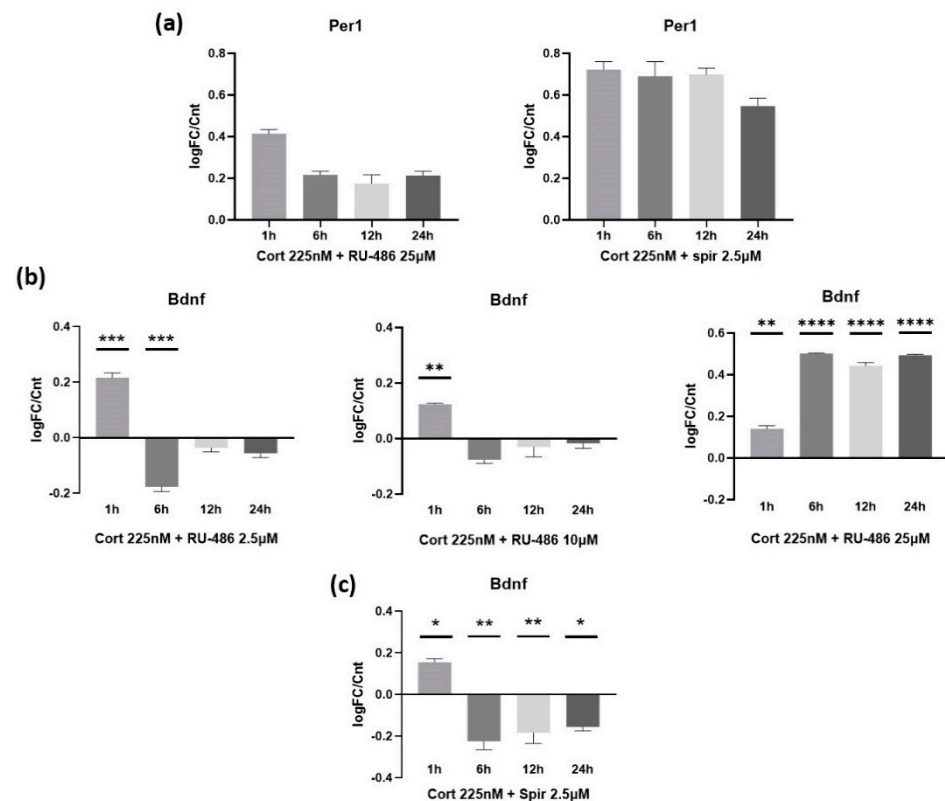 (a)
Per1
logFC/Cnt
0.8
0.6
0.4
0.2
0.0
1h 6h 12h 24h
Cort 225nM + RU-486 25µM
Per1
logFC/Cnt
0.8
0.6
0.4
0.2
0.0
1h 6h 12h 24h
Cort 225nM + spir 2.5µM
(b)
Bdnf
logFC/Cnt
0.4
0.2
0.0
-0.2
*** ***
1h 6h 12h 24h
Cort 225nM + RU-486 2.5µM
Bdnf
logFC/Cnt
0.4
0.2
0.0
-0.2
**
1h 6h 12h 24h
Cort 225nM + RU-486 10µM
Bdnf
logFC/Cnt
0.6
0.4
0.2
0.0
-0.2
** **** **** ****
1h 6h 12h 24h
Cort 225nM + RU-486 25µM
(c)
Bdnf
logFC/Cnt
0.4
0.2
0.0
-0.2
-0.4
* ** ** *
1h 6h 12h 24h
Cort 225nM + Spir 2.5µM